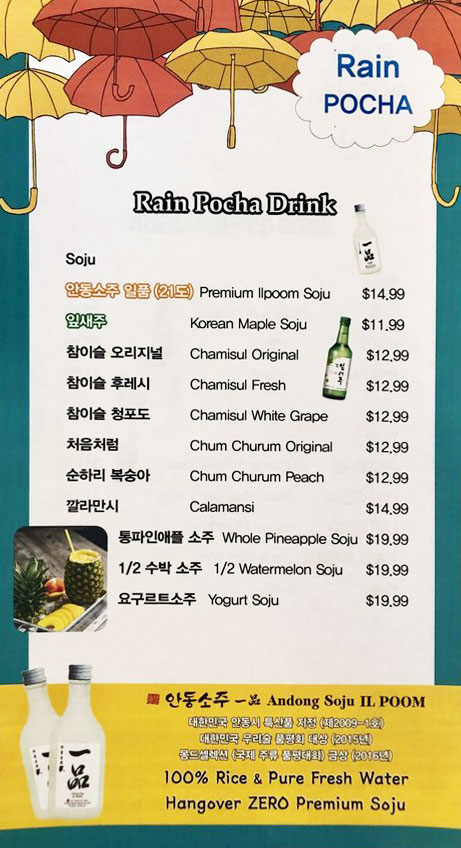 Rain
POCHA
Rain Pocha Drink
Soju
안동소주 일품 (21도) Premium Ilpoom Soju $14.99
잎새주 Korean Maple Soju $11.99
참이슬 오리지널 Chamisul Original $12.99
참이슬 후레시 Chamisul Fresh $12.99
참이슬 청포도 Chamisul White Grape $12.99
처음처럼 Chum Churum Original $12.99
순하리 복숭아 Chum Churum Peach $12.99
깔라만시 Calamansi $14.99
통파인애플 소주 Whole Pineapple Soju $19.99
1/2 수박 소주 1/2 Watermelon Soju $19.99
요구르트소주 Yogurt Soju $19.99
안동소주 一品 Andong Soju IL POOM
대한민국 안동시 특산품 지정 (제2009-1호)
대한민국 우리술 품평회 대상 (2015년)
몽드셀렉션 (국제 주류 품평대회) 금상 (2016년)
100% Rice & Pure Fresh Water
Hangover ZERO Premium Soju
一品
一品
잎새주